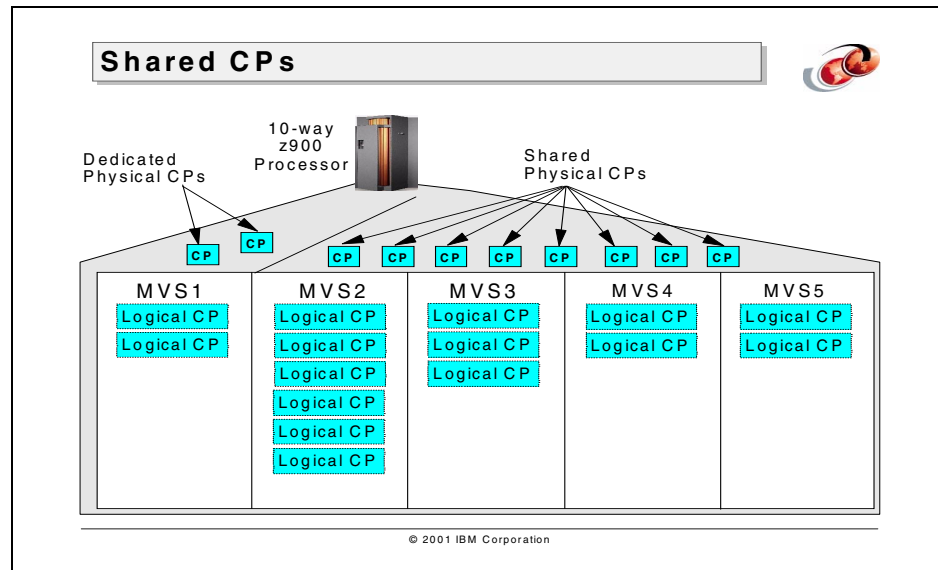 Shared CPs
10-way
z900
Processor
Dedicated
Physical CPs
Shared
Physical CPs
CP
CP
CP
CP
CP
CP
CP
CP
CP
CP
MVS1
Logical CP
Logical CP
MVS2
Logical CP
Logical CP
Logical CP
Logical CP
Logical CP
Logical CP
MVS3
Logical CP
Logical CP
Logical CP
MVS4
Logical CP
Logical CP
MVS5
Logical CP
Logical CP
© 2001 IBM Corporation